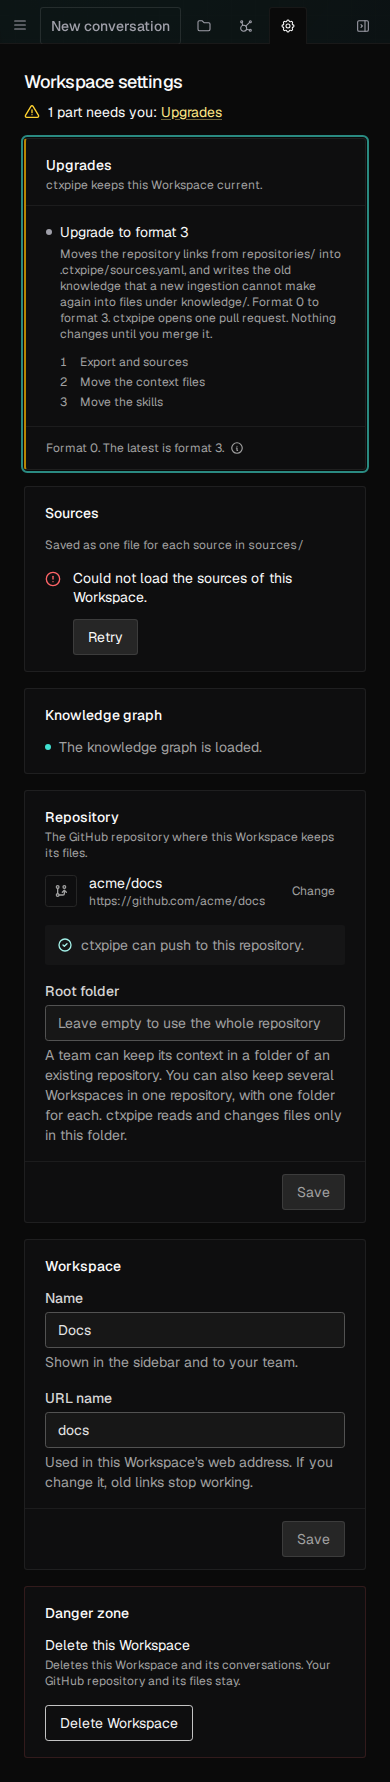 New conversation
Workspace settings
1 part needs you: Upgrades
Upgrades
ctxpipe keeps this Workspace current.
Upgrade to format 3
Moves the repository links from repositories/ into
.ctxpipe/sources.yaml, and writes the old
knowledge that a new ingestion cannot make
again into files under knowledge/. Format 0 to
format 3. ctxpipe opens one pull request. Nothing
changes until you merge it.
1 Export and sources
2 Move the context files
3 Move the skills
Format 0. The latest is format 3.
Sources
Saved as one file for each source in sources/
Could not load the sources of this
Workspace.
Retry
Knowledge graph
The knowledge graph is loaded.
Repository
The GitHub repository where this Workspace keeps
its files.
acme/docs
https://github.com/acme/docs
Change
ctxpipe can push to this repository.
Root folder
Leave empty to use the whole repository
A team can keep its context in a folder of an
existing repository. You can also keep several
Workspaces in one repository, with one folder
for each. ctxpipe reads and changes files only
in this folder.
Save
Workspace
Name
Docs
Shown in the sidebar and to your team.
URL name
docs
Used in this Workspace's web address. If you
change it, old links stop working.
Save
Danger zone
Delete this Workspace
Deletes this Workspace and its conversations. Your
GitHub repository and its files stay.
Delete Workspace